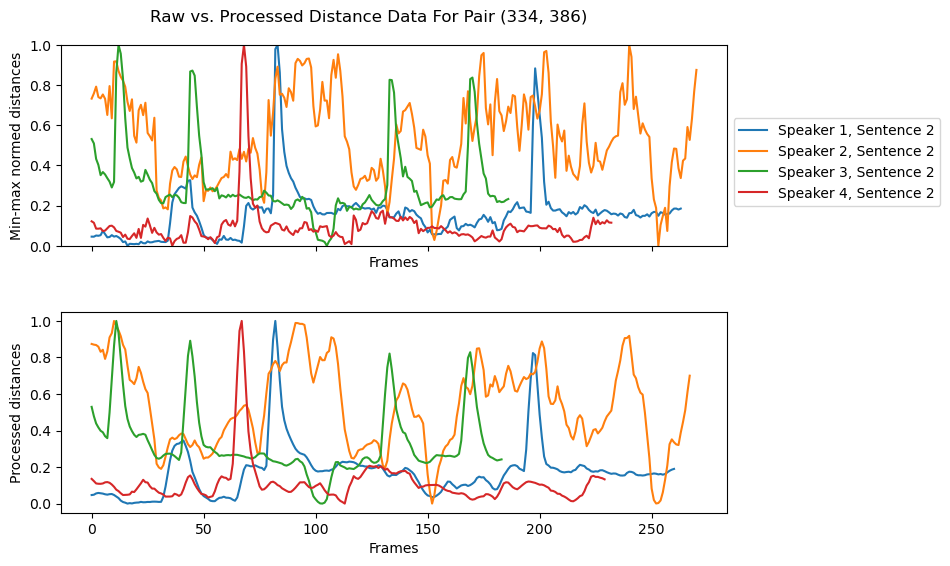 Raw vs. Processed Distance Data For Pair (334, 386)
Min-max normed distances
1.0
0.8
0.6
0.4
0.2
0.0
Frames
Speaker 1, Sentence 2
Speaker 2, Sentence 2
Speaker 3, Sentence 2
Speaker 4, Sentence 2
Processed distances
1.0
0.8
0.6
0.4
0.2
0.0
0 50 100 150 200 250
Frames